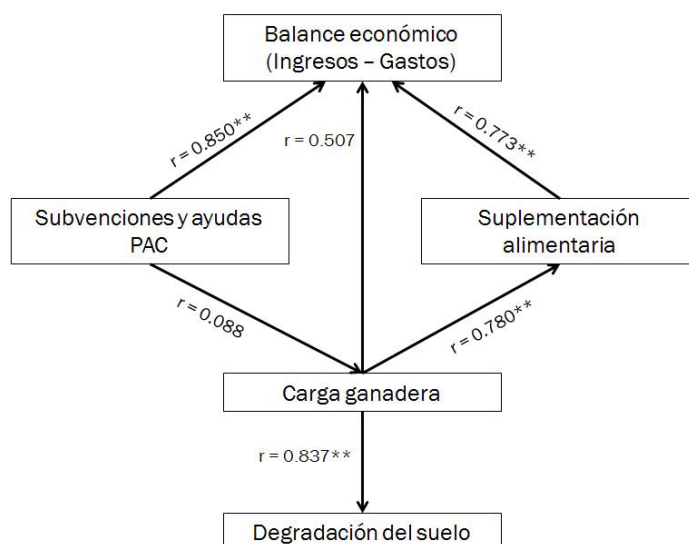 Balance económico
(Ingresos – Gastos)
r = 0.850**
r = 0.507
r = 0.773**
Subvenciones y ayudas
PAC
Suplementación
alimentaria
r = 0.088
r = 0.780**
Carga ganadera
r = 0.837**
Degradación del suelo